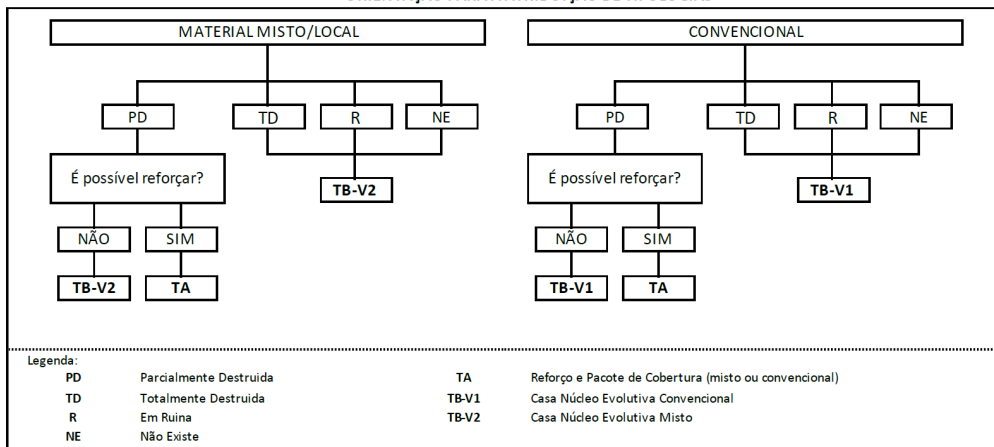 MATERIAL MISTO/LOCAL
CONVENCIONAL
PD
TD
R
NE
PD
TD
R
NE
É possível reforçar?
TB-V2
É possível reforçar?
TB-V1
NÃO
SIM
NÃO
SIM
TB-V2
TA
TB-V1
TA
Legenda:
PD Parcialmente Destruida TA Reforço e Pacote de Cobertura (misto ou convencional)
TD Totalmente Destruida TB-V1 Casa Núcleo Evolutiva Convencional
R Em Ruina TB-V2 Casa Núcleo Evolutiva Misto
NE Não Existe